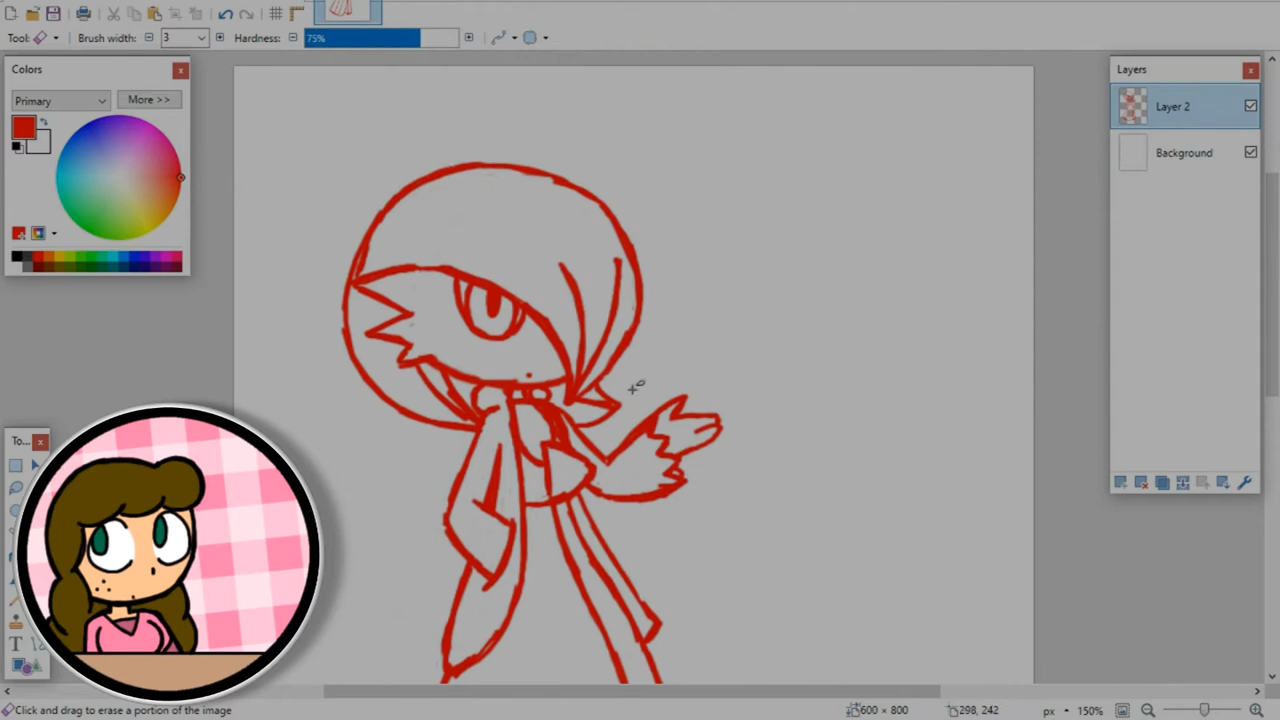 Tool:
Brush width:
3
Hardness:
75%
Colors
Primary
More >>
Layers
Layer 2
Background
To...
T
Click and drag to erase a portion of the image
600 × 800
298, 242
px
150%